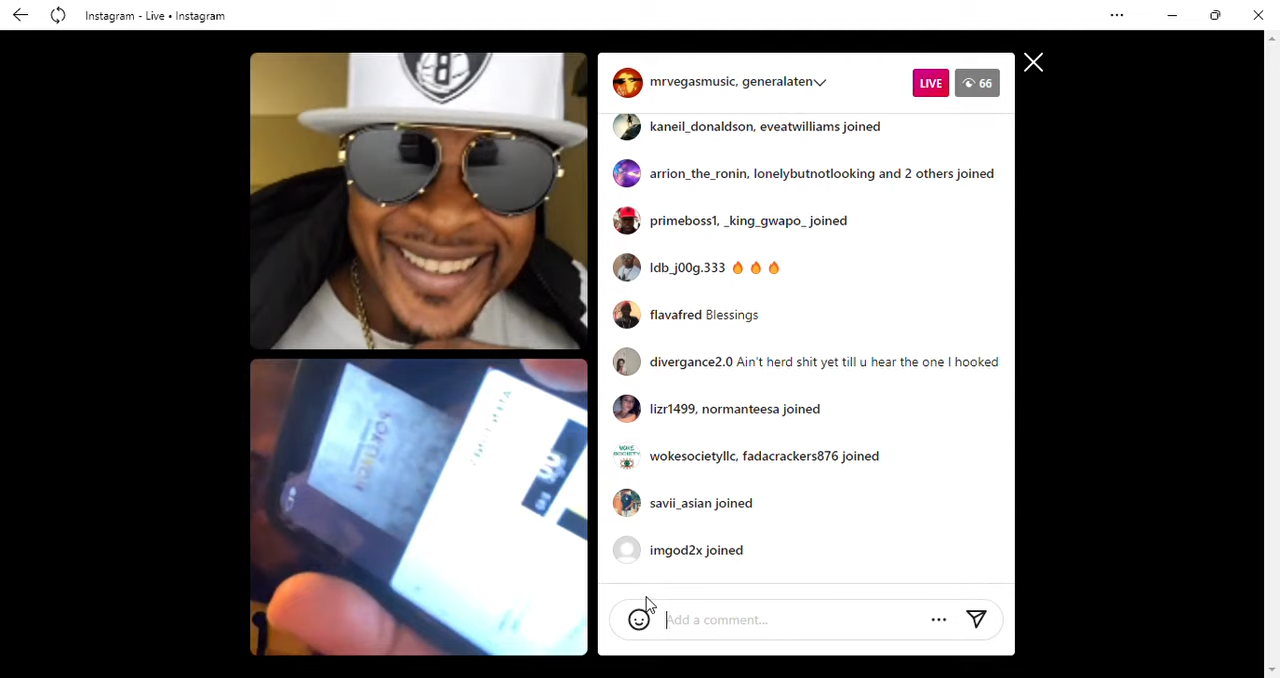 Instagram - Live • Instagram
B
mrvegasmusic, generalaten
LIVE
66
kaneil_donaldson, eveatwilliams joined
arrion_the_ronin, lonelybutnotlooking and 2 others joined
primeboss1, _king_gwapo_ joined
ldb_j00g.333 🔥 🔥 🔥
flavafred Blessings
divergance2.0 Ain't herd shit yet till u hear the one I hooked
lizr1499, normanteesa joined
wokesocietyllc, fadacrackers876 joined
savii_asian joined
imgod2x joined
Add a comment...